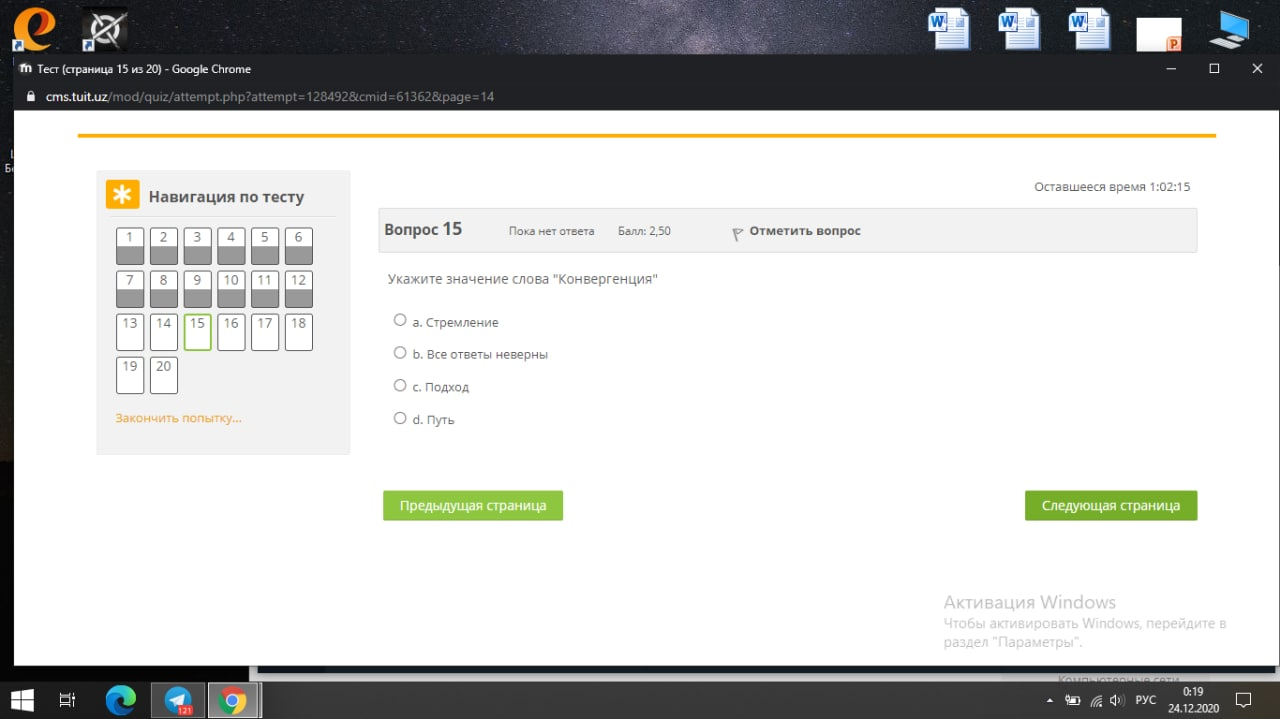 Тест (страница 15 из 20) - Google Chrome
cms.tuit.uz/mod/quiz/attempt.php?attempt=128492&cmid=61362&page=14
Навигация по тесту
1 2 3 4 5 6
7 8 9 10 11 12
13 14 15 16 17 18
19 20
Закончить попытку...
Оставшееся время 1:02:15
Вопрос 15 Пока нет ответа Балл: 2,50 Отметить вопрос
Укажите значение слова "Конвергенция"
a. Стремление
b. Все ответы неверны
c. Подход
d. Путь
Предыдущая страница Следующая страница
Активация Windows
Чтобы активировать Windows, перейдите в
раздел "Параметры".
Компьютерные сети
121
РУС
0:19
24.12.2020